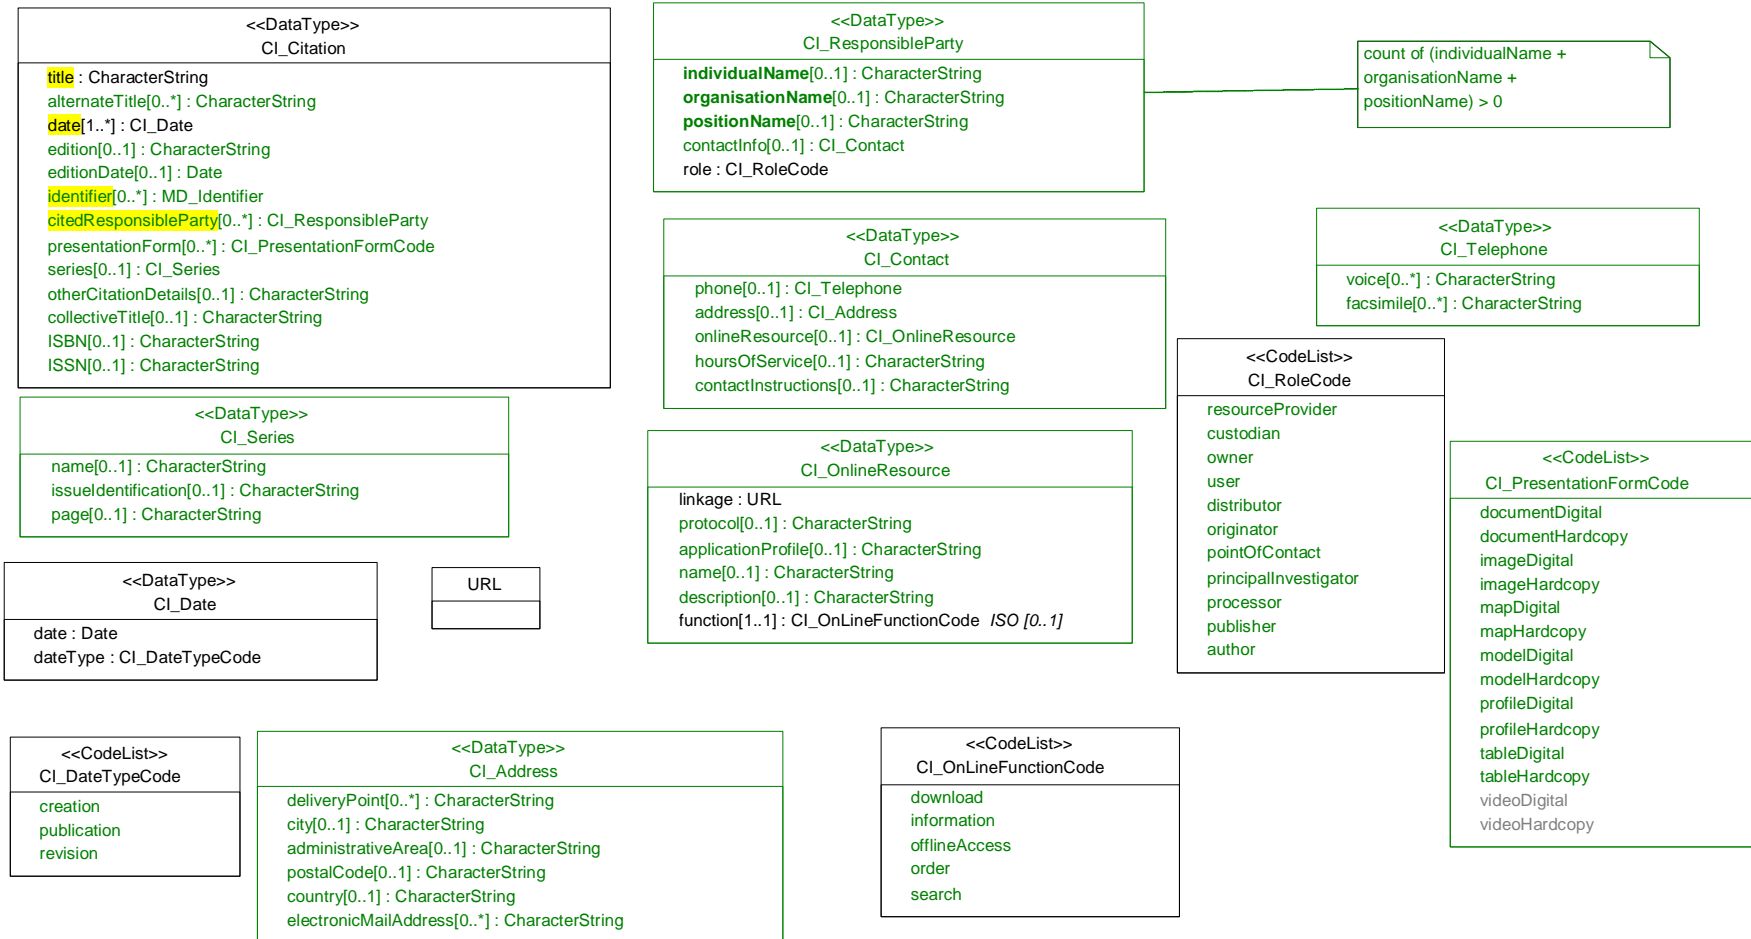 <<DataType>>
CI_Citation
title : CharacterString
alternateTitle[0..*] : CharacterString
date[1..*] : CI_Date
edition[0..1] : CharacterString
editionDate[0..1] : Date
identifier[0..*] : MD_Identifier
citedResponsibleParty[0..*] : CI_ResponsibleParty
presentationForm[0..*] : CI_PresentationFormCode
series[0..1] : CI_Series
otherCitationDetails[0..1] : CharacterString
collectiveTitle[0..1] : CharacterString
ISBN[0..1] : CharacterString
ISSN[0..1] : CharacterString
<<DataType>>
CI_ResponsibleParty
individualName[0..1] : CharacterString
organisationName[0..1] : CharacterString
positionName[0..1] : CharacterString
contactInfo[0..1] : CI_Contact
role : CI_RoleCode
count of (individualName +
organisationName +
positionName) > 0
<<DataType>>
CI_Contact
phone[0..1] : CI_Telephone
address[0..1] : CI_Address
onlineResource[0..1] : CI_OnlineResource
hoursOfService[0..1] : CharacterString
contactInstructions[0..1] : CharacterString
<<DataType>>
CI_Telephone
voice[0..*] : CharacterString
facsimile[0..*] : CharacterString
<<DataType>>
CI_Series
name[0..1] : CharacterString
issueIdentification[0..1] : CharacterString
page[0..1] : CharacterString
<<DataType>>
CI_OnlineResource
linkage : URL
protocol[0..1] : CharacterString
applicationProfile[0..1] : CharacterString
name[0..1] : CharacterString
description[0..1] : CharacterString
function[1..1] : CI_OnLineFunctionCode ISO [0..1]
<<CodeList>>
CI_RoleCode
resourceProvider
custodian
owner
user
distributor
originator
pointOfContact
principalInvestigator
processor
publisher
author
<<CodeList>>
CI_PresentationFormCode
documentDigital
documentHardcopy
imageDigital
imageHardcopy
mapDigital
mapHardcopy
modelDigital
modelHardcopy
profileDigital
profileHardcopy
tableDigital
tableHardcopy
videoDigital
videoHardcopy
<<DataType>>
CI_Date
date : Date
dateType : CI_DateTypeCode
URL
<<CodeList>>
CI_DateTypeCode
creation
publication
revision
<<DataType>>
CI_Address
deliveryPoint[0..*] : CharacterString
city[0..1] : CharacterString
administrativeArea[0..1] : CharacterString
postalCode[0..1] : CharacterString
country[0..1] : CharacterString
electronicMailAddress[0..*] : CharacterString
<<CodeList>>
CI_OnLineFunctionCode
download
information
offlineAccess
order
search